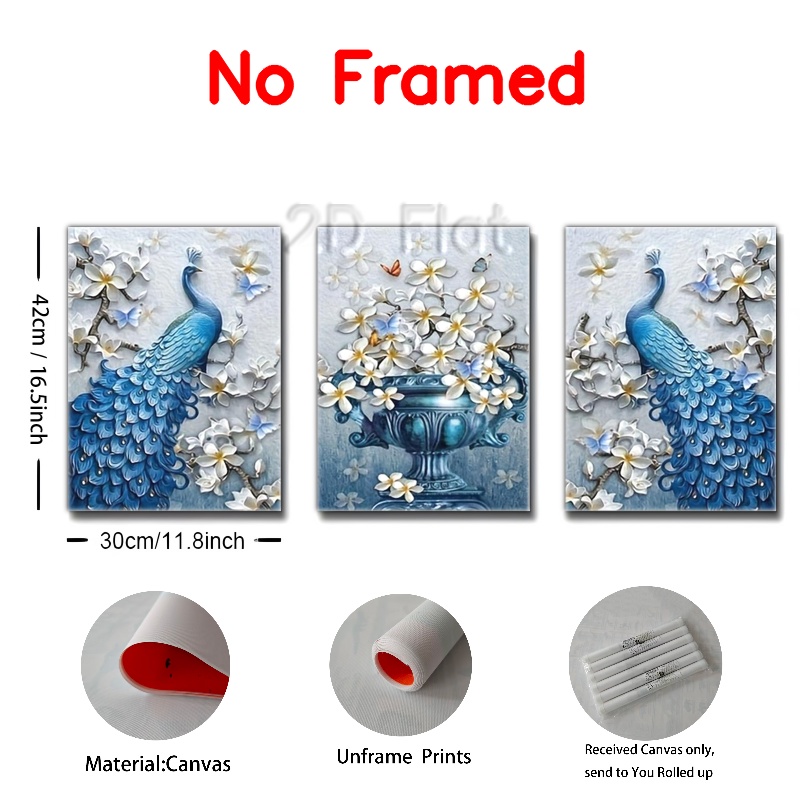 No Framed
2D Flat
42cm / 16.5inch
30cm/11.8inch
Material:Canvas
Unframe Prints
Received Canvas only,
send to You Rolled up